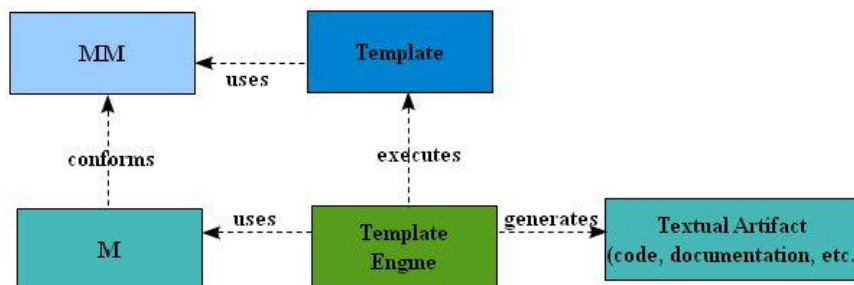 MM
Template
uses
conforms
executes
M
uses
Template
Engine
generates
Textual Artifact
(code, documentation, etc.